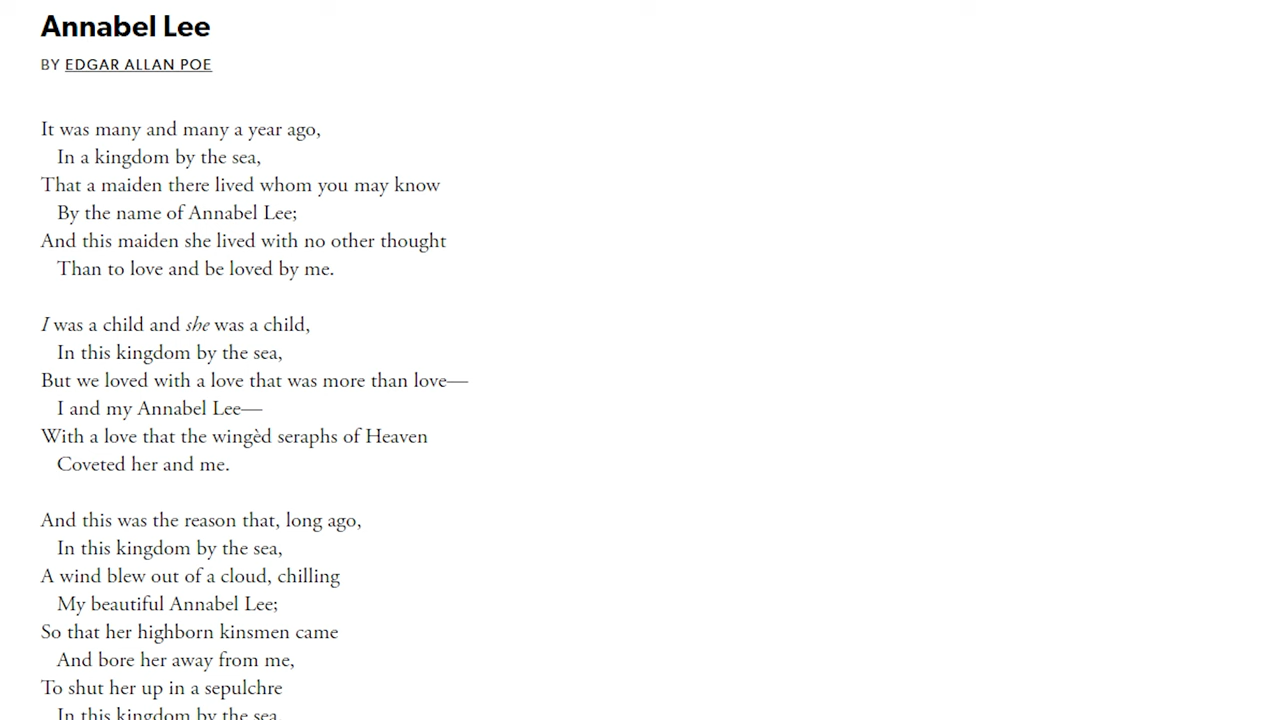 Annabel Lee
BY EDGAR ALLAN POE
It was many and many a year ago,
In a kingdom by the sea,
That a maiden there lived whom you may know
By the name of Annabel Lee;
And this maiden she lived with no other thought
Than to love and be loved by me.
I was a child and she was a child,
In this kingdom by the sea,
But we loved with a love that was more than love—
I and my Annabel Lee—
With a love that the wingèd seraphs of Heaven
Coveted her and me.
And this was the reason that, long ago,
In this kingdom by the sea,
A wind blew out of a cloud, chilling
My beautiful Annabel Lee;
So that her highborn kinsmen came
And bore her away from me,
To shut her up in a sepulchre
In this kingdom by the sea.